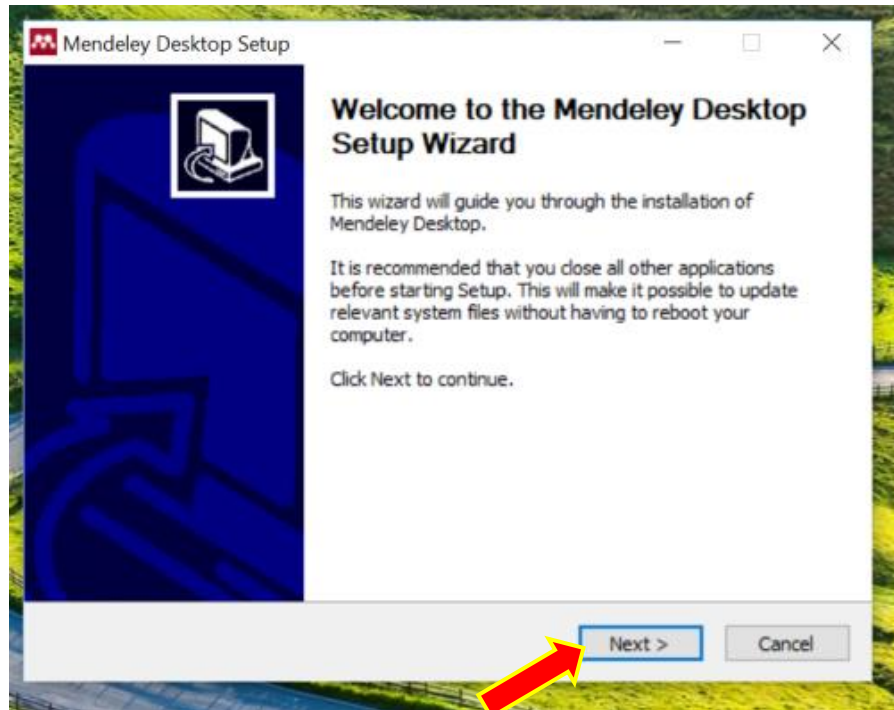 Mendeley Desktop Setup
Welcome to the Mendeley Desktop
Setup Wizard
This wizard will guide you through the installation of
Mendeley Desktop.
It is recommended that you close all other applications
before starting Setup. This will make it possible to update
relevant system files without having to reboot your
computer.
Click Next to continue.
Next >
Cancel